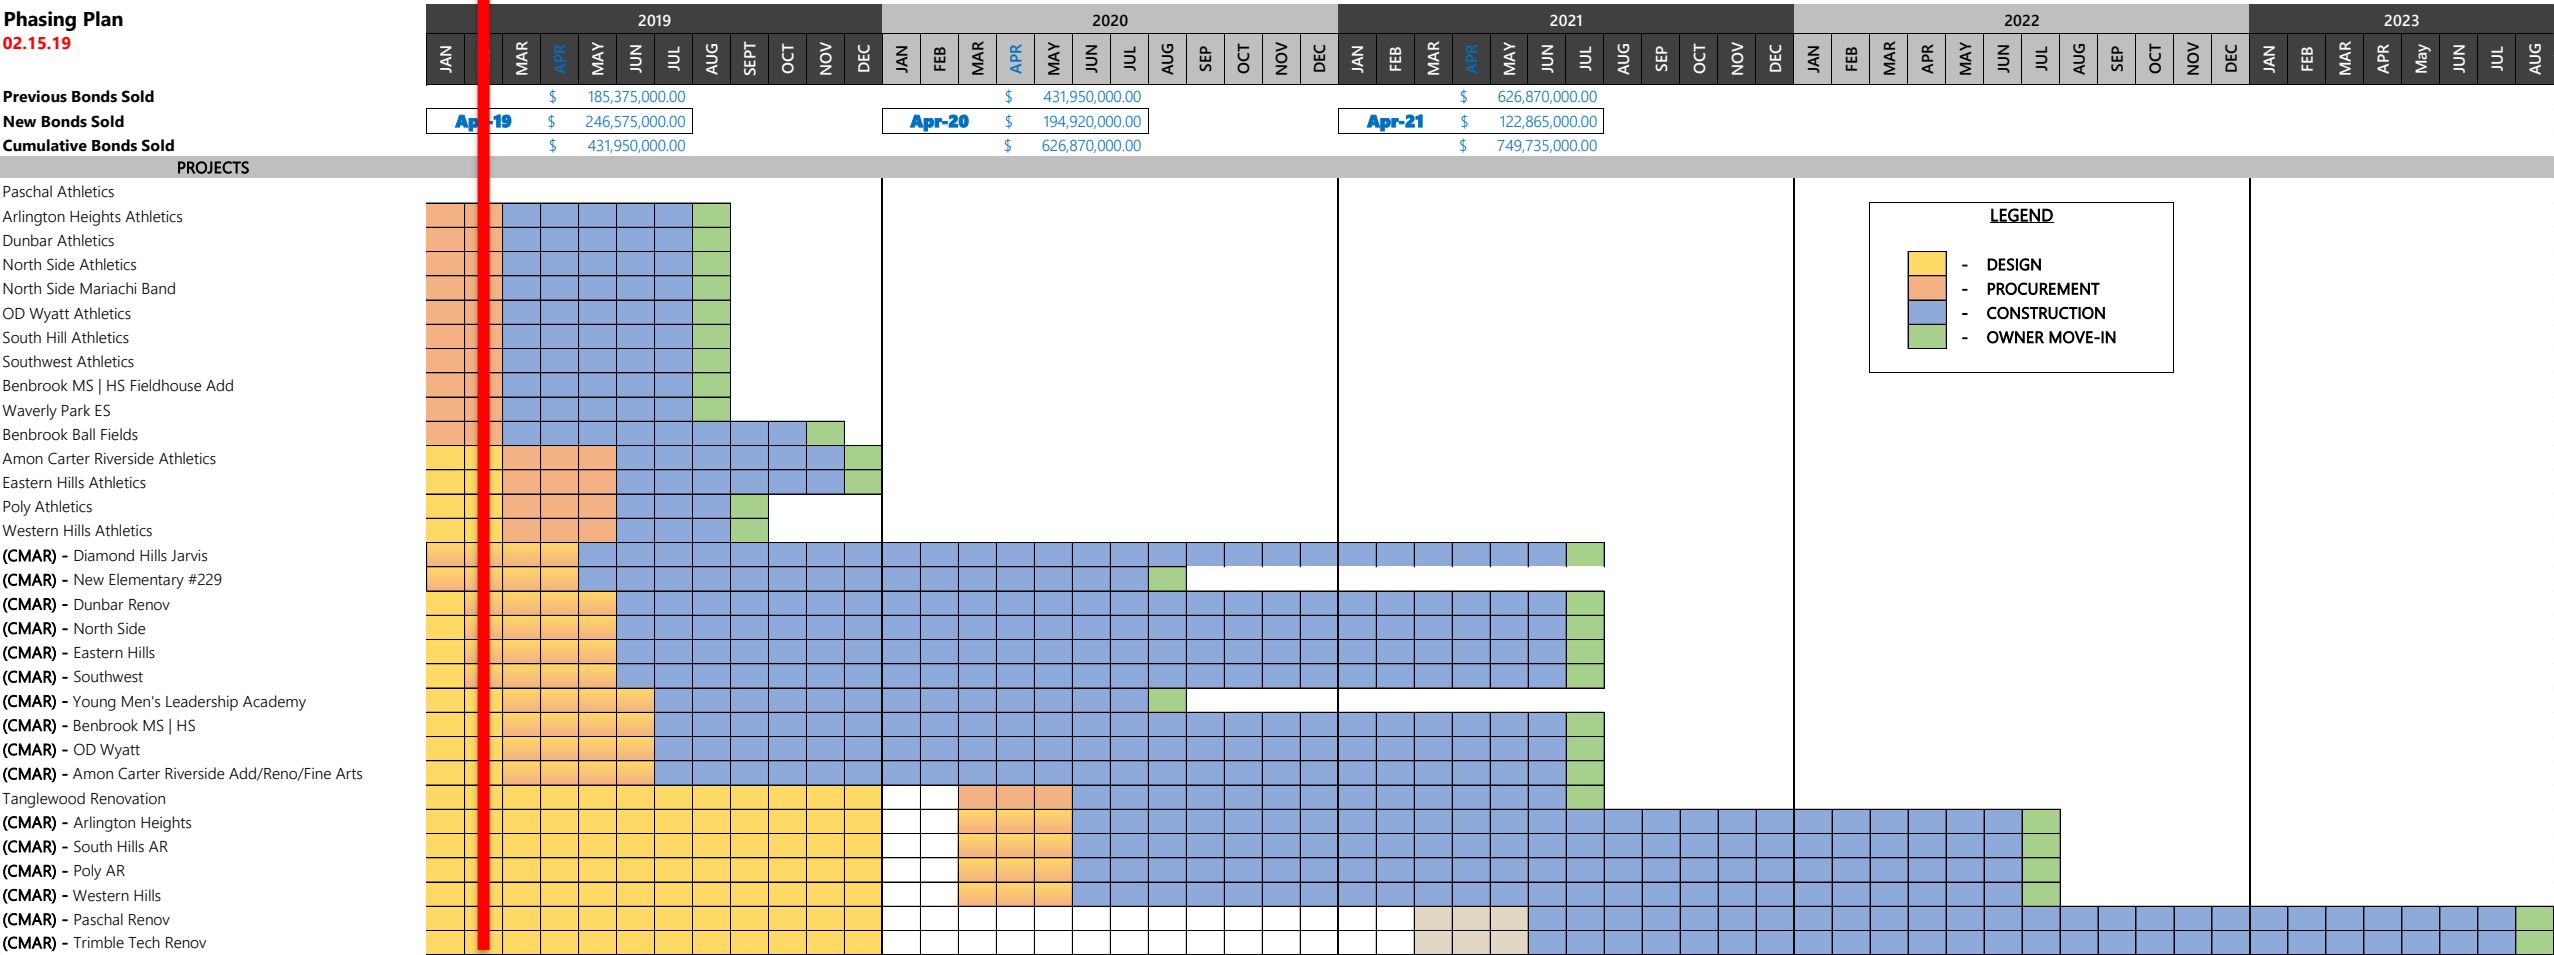 Phasing Plan
02.15.19
2019 2020 2021 2022 2023
JAN MAR APR MAY JUN JUL AUG SEPT OCT NOV DEC JAN FEB MAR APR MAY JUN JUL AUG SEP OCT NOV DEC JAN FEB MAR APR MAY JUN JUL AUG SEP OCT NOV DEC JAN FEB MAR APR MAY JUN JUL AUG SEP OCT NOV DEC JAN FEB MAR APR May JUN JUL AUG
Previous Bonds Sold $ 185,375,000.00 $ 431,950,000.00 $ 626,870,000.00
New Bonds Sold Apr-19 $ 246,575,000.00 Apr-20 $ 194,920,000.00 Apr-21 $ 122,865,000.00
Cumulative Bonds Sold $ 431,950,000.00 $ 626,870,000.00 $ 749,735,000.00
PROJECTS
Paschal Athletics
Arlington Heights Athletics
Dunbar Athletics
North Side Athletics
North Side Mariachi Band
OD Wyatt Athletics
South Hill Athletics
Southwest Athletics
Benbrook MS | HS Fieldhouse Add
Waverly Park ES
Benbrook Ball Fields
Amon Carter Riverside Athletics
Eastern Hills Athletics
Poly Athletics
Western Hills Athletics
(CMAR) - Diamond Hills Jarvis
(CMAR) - New Elementary #229
(CMAR) - Dunbar Renov
(CMAR) - North Side
(CMAR) - Eastern Hills
(CMAR) - Southwest
(CMAR) - Young Men's Leadership Academy
(CMAR) - Benbrook MS | HS
(CMAR) - OD Wyatt
(CMAR) - Amon Carter Riverside Add/Reno/Fine Arts
Tanglewood Renovation
(CMAR) - Arlington Heights
(CMAR) - South Hills AR
(CMAR) - Poly AR
(CMAR) - Western Hills
(CMAR) - Paschal Renov
(CMAR) - Trimble Tech Renov
LEGEND
- DESIGN
- PROCUREMENT
- CONSTRUCTION
- OWNER MOVE-IN